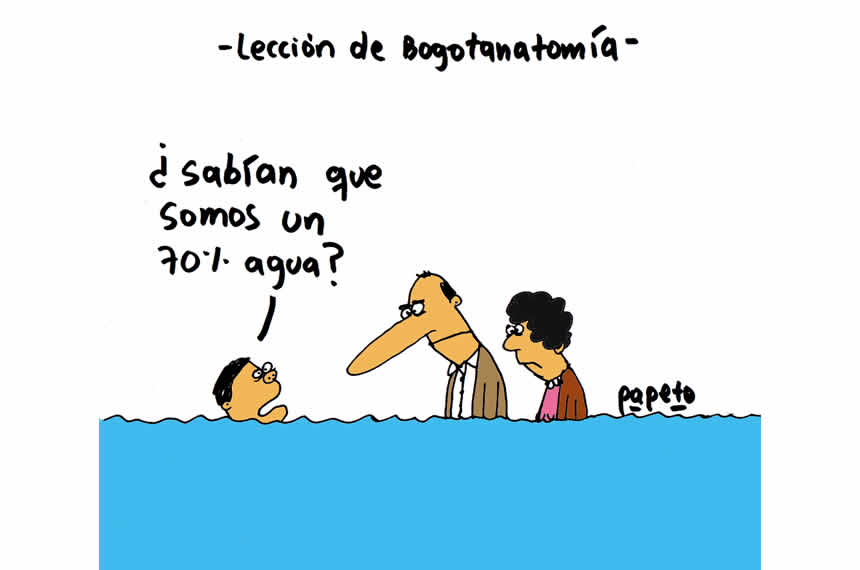 -Lección de Bogotanatomía-
¿sabían que
somos un
70% agua?
papeto